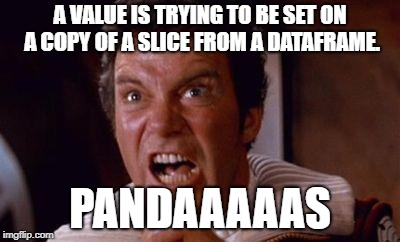 A VALUE IS TRYING TO BE SET ON
A COPY OF A SLICE FROM A DATAFRAME.
PANDAAAAAS
imgflip.com